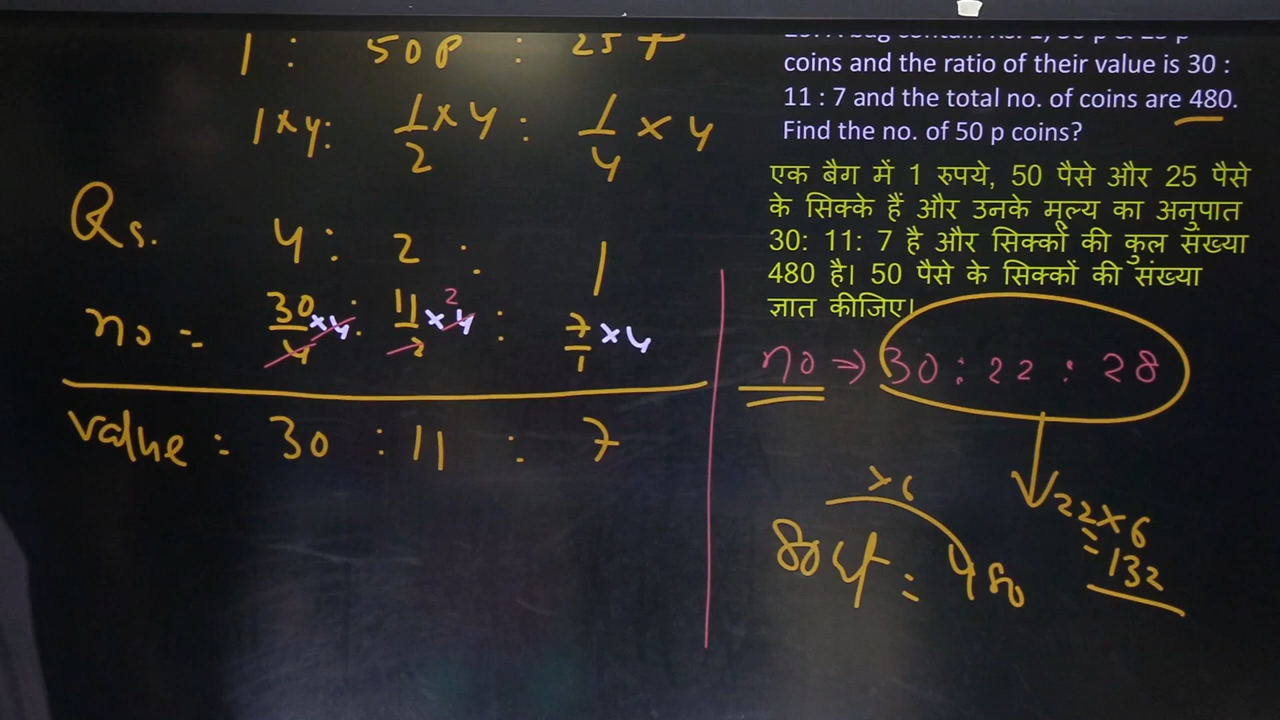 1 : 50P : 25
1×4: 1/2 ×4 : 1/4 ×4
Rs. 4 : 2 : 1
no = 30/4 ×4 : 11/2 ×4 2 : 7/1 ×4
value : 30 : 11 : 7
coins and the ratio of their value is 30 :
11 : 7 and the total no. of coins are 480.
Find the no. of 50 p coins?
एक बैग में 1 रुपये, 50 पैसे और 25 पैसे
के सिक्के हैं और उनके मूल्य का अनुपात
30: 11: 7 है और सिक्कों की कुल संख्या
480 है। 50 पैसे के सिक्कों की संख्या
ज्ञात कीजिए।
no ⇒ 30 : 22 : 28
×6
22×6
= 132
80 = 480